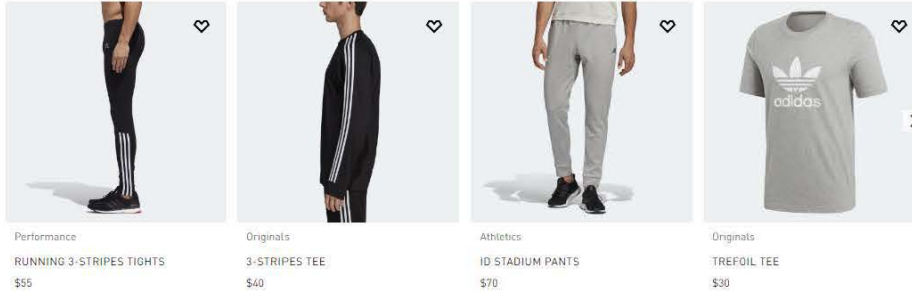 adidas
Performance
RUNNING 3-STRIPES TIGHTS
$55
Originals
3-STRIPES TEE
$40
Athletics
ID STADIUM PANTS
$70
Originals
TREFOIL TEE
$30